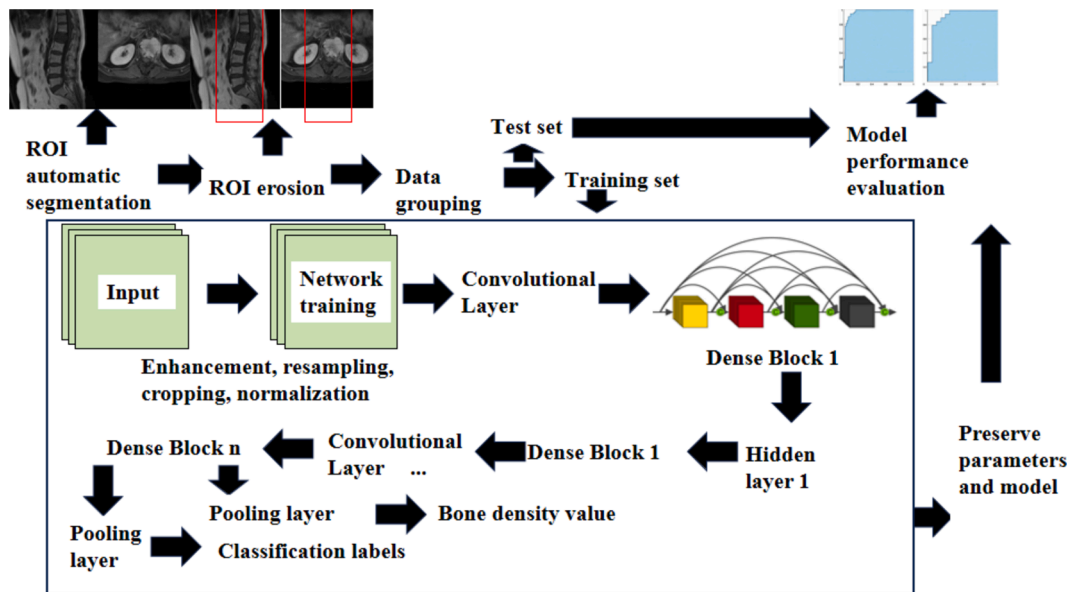 ROI
automatic
segmentation
ROI erosion
Data
grouping
Test set
Training set
Model
performance
evaluation
Input
Network
training
Convolutional
Layer
Enhancement, resampling,
cropping, normalization
Dense Block 1
Hidden
layer 1
Dense Block 1
Convolutional
Layer ...
Dense Block n
Pooling
layer
Pooling layer
Bone density value
Classification labels
Preserve
parameters
and model